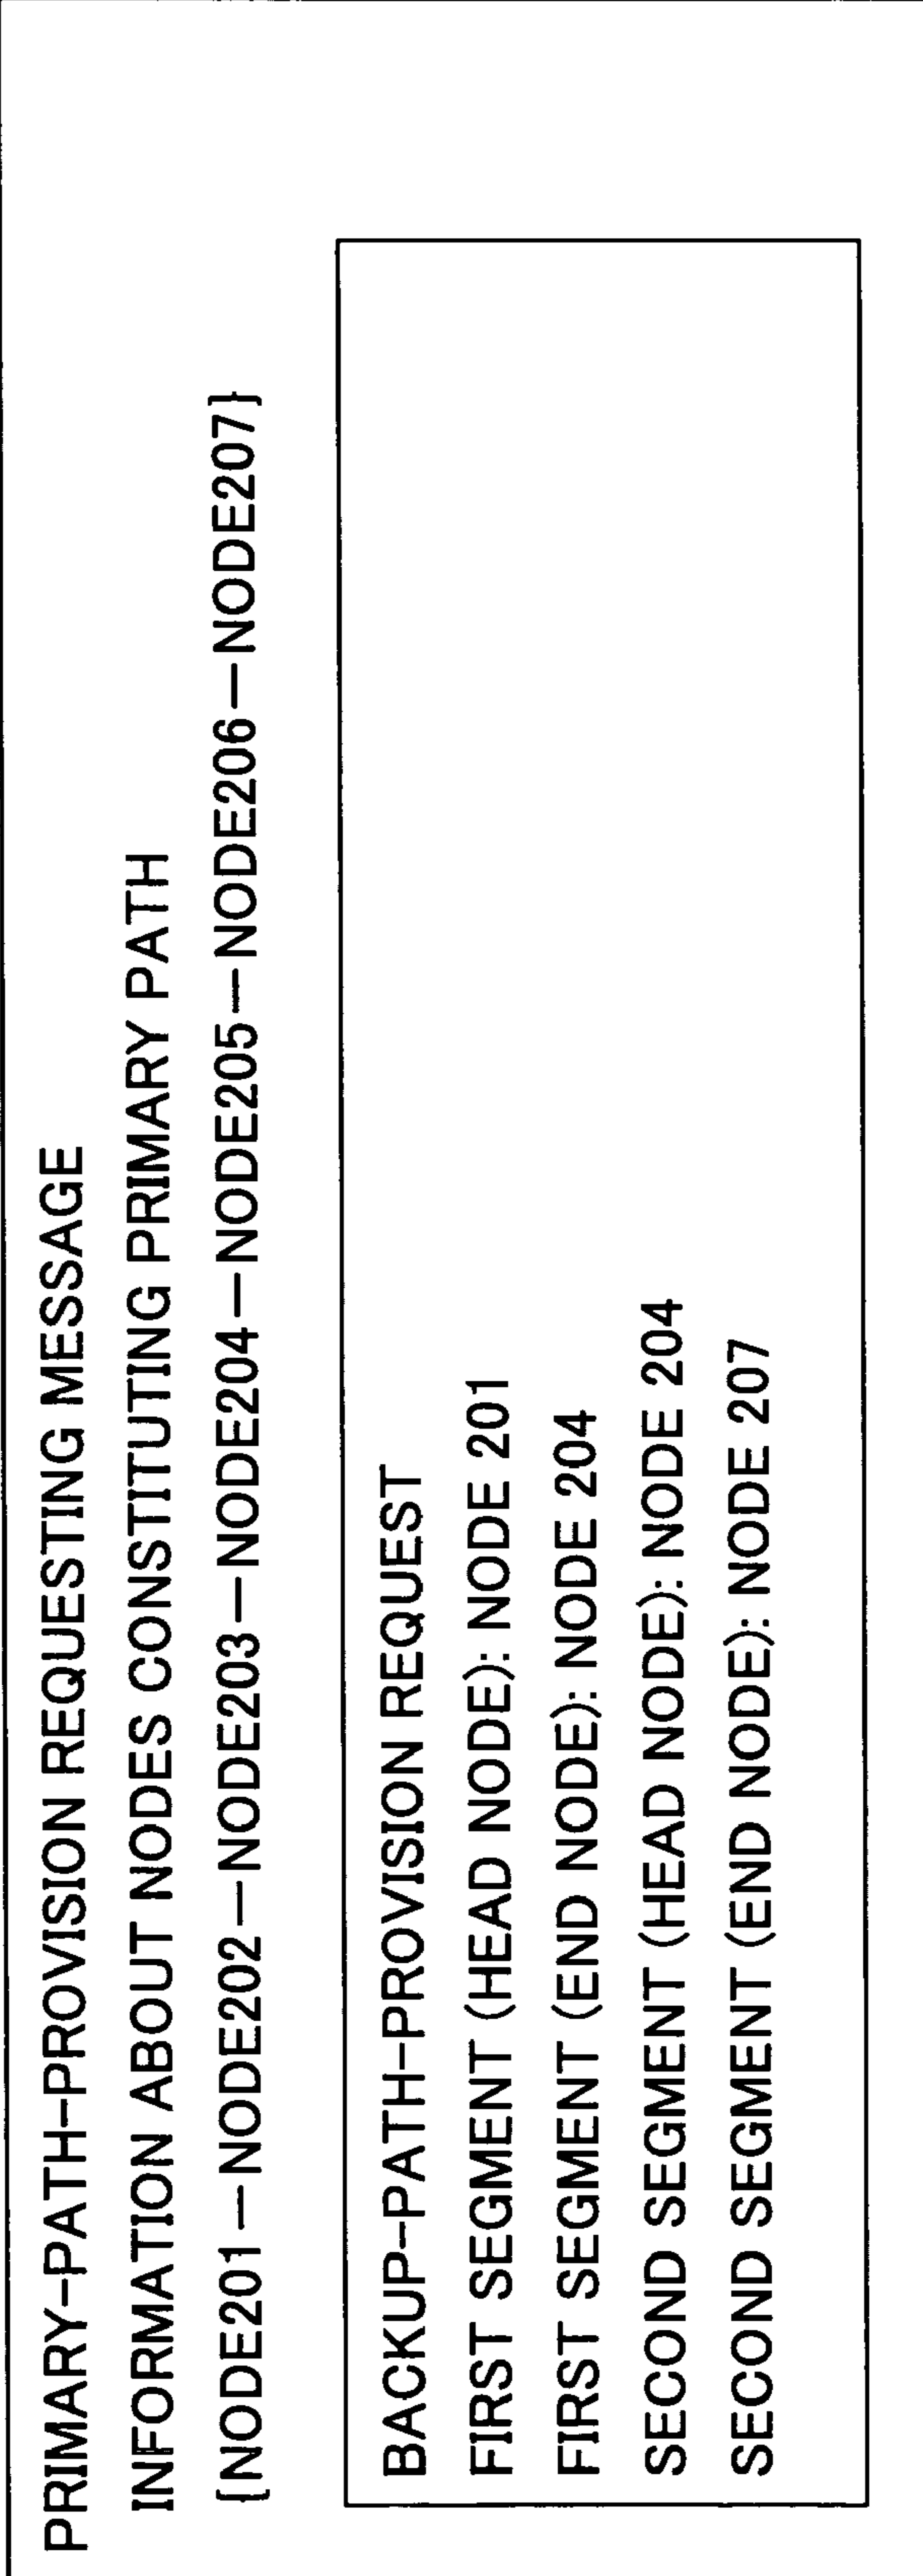 PRIMARY-PATH-PROVISION REQUESTING MESSAGE
INFORMATION ABOUT NODES CONSTITUTING PRIMARY PATH
{NODE201—NODE202—NODE203—NODE204—NODE205—NODE206—NODE207}
BACKUP-PATH-PROVISION REQUEST
FIRST SEGMENT (HEAD NODE): NODE 201
FIRST SEGMENT (END NODE): NODE 204
SECOND SEGMENT (HEAD NODE): NODE 204
SECOND SEGMENT (END NODE): NODE 207